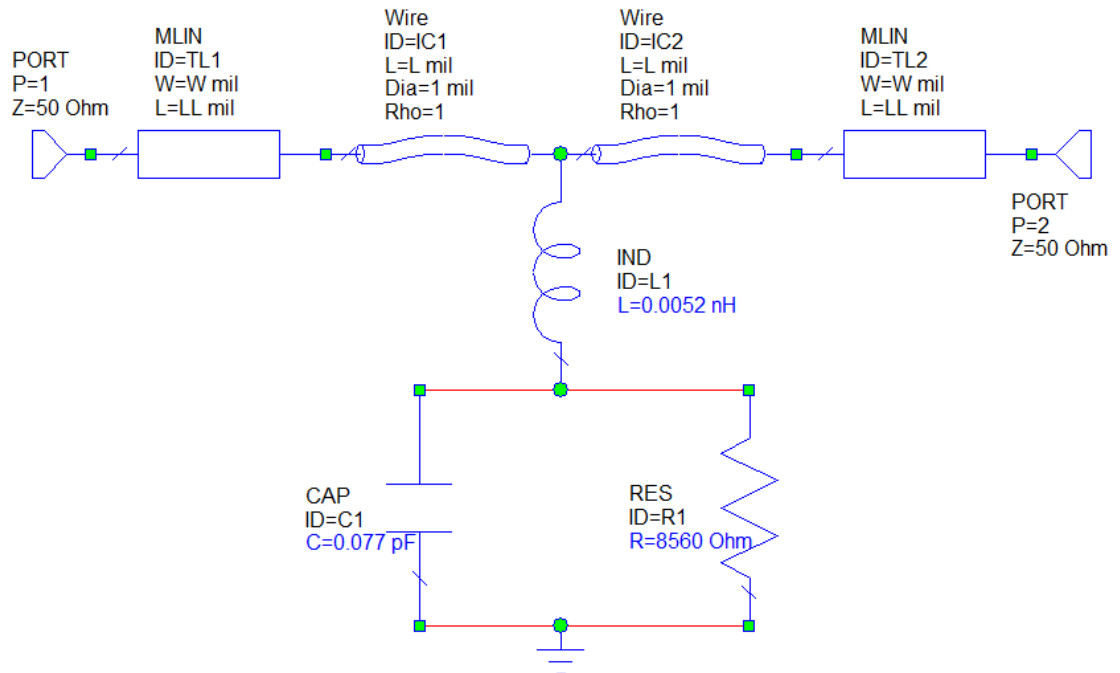 PORT
P=1
Z=50 Ohm
MLIN
ID=TL1
W=W mil
L=LL mil
Wire
ID=IC1
L=L mil
Dia=1 mil
Rho=1
Wire
ID=IC2
L=L mil
Dia=1 mil
Rho=1
MLIN
ID=TL2
W=W mil
L=LL mil
PORT
P=2
Z=50 Ohm
IND
ID=L1
L=0.0052 nH
CAP
ID=C1
C=0.077 pF
RES
ID=R1
R=8560 Ohm